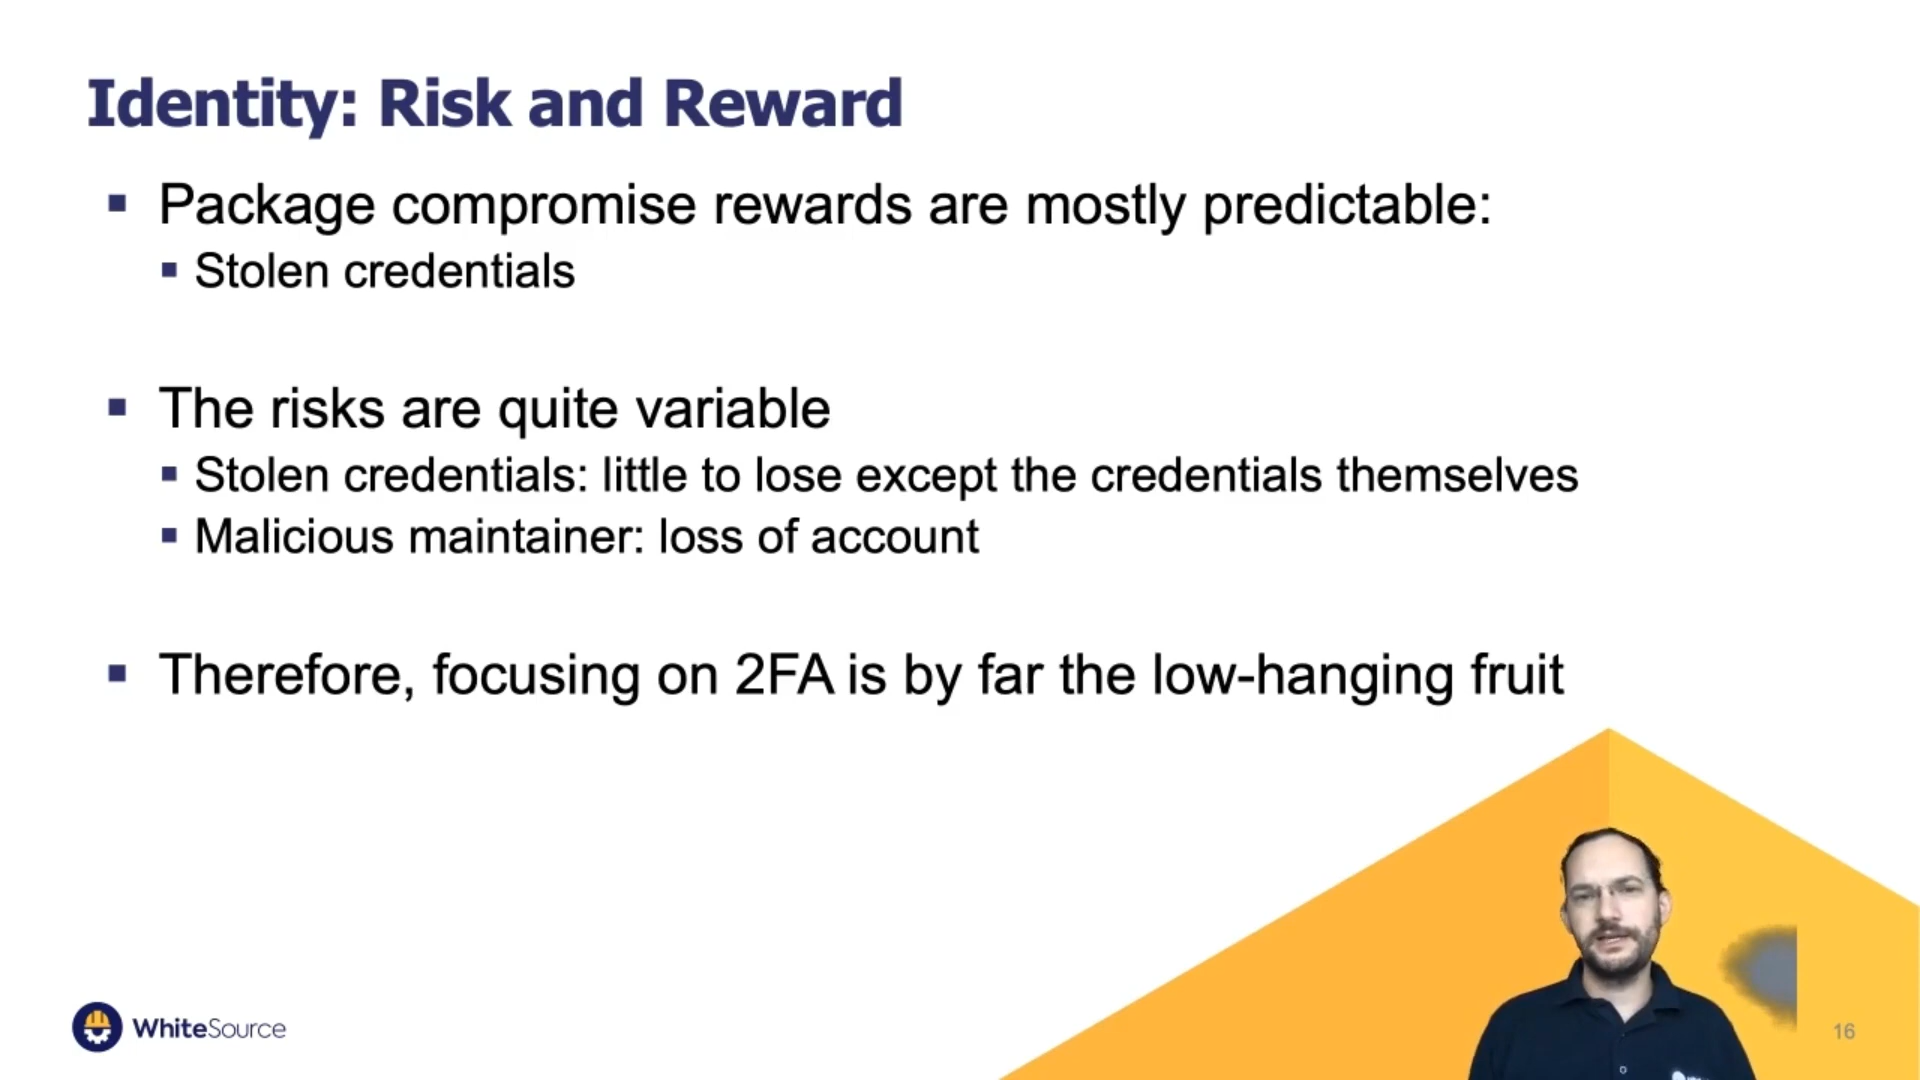 Identity: Risk and Reward
▪ Package compromise rewards are mostly predictable:
▪ Stolen credentials
▪ The risks are quite variable
▪ Stolen credentials: little to lose except the credentials themselves
▪ Malicious maintainer: loss of account
▪ Therefore, focusing on 2FA is by far the low-hanging fruit
WhiteSource
16